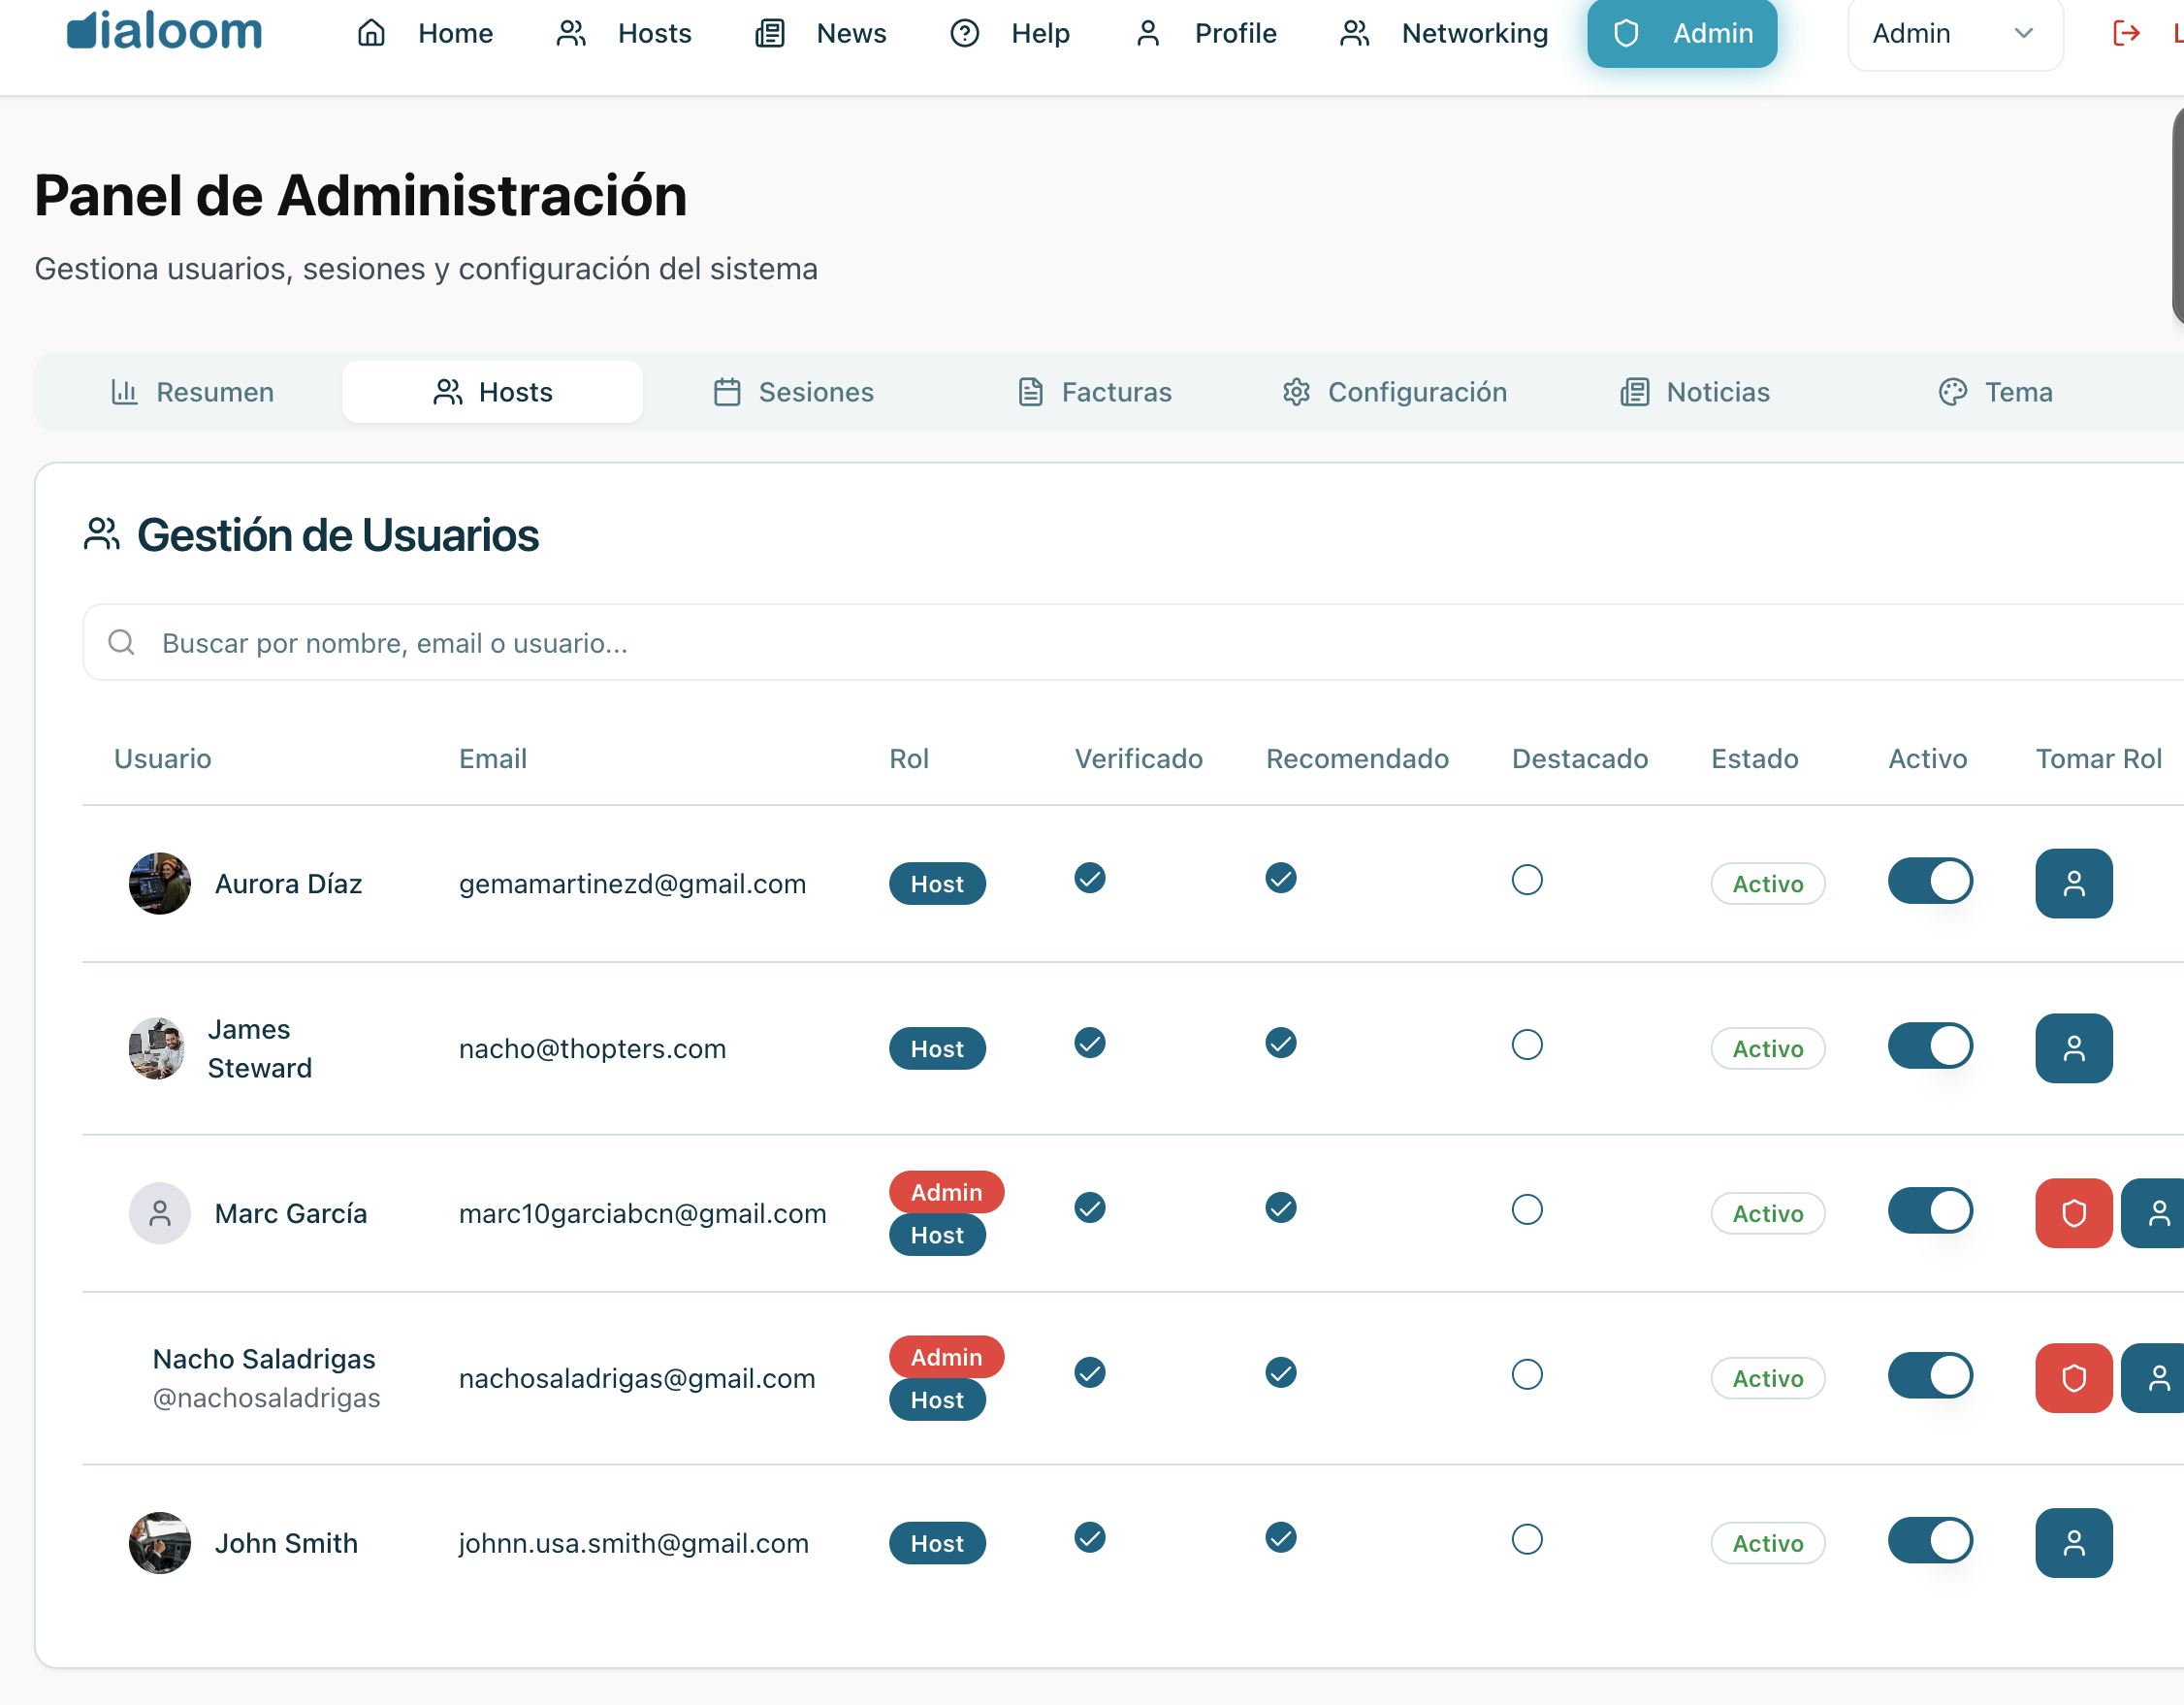 Dialoom
Home
Hosts
News
Help
Profile
Networking
Admin
Admin
Panel de Administración
Gestiona usuarios, sesiones y configuración del sistema
Resumen
Hosts
Sesiones
Facturas
Configuración
Noticias
Tema
Gestión de Usuarios
Buscar por nombre, email o usuario...
Usuario Email Rol Verificado Recomendado Destacado Estado Activo Tomar Rol
Aurora Díaz gemamartinezd@gmail.com Host Activo
James
Steward
nacho@thopters.com Host Activo
Marc García marc10garciabcn@gmail.com
Admin
Host
Activo
Nacho Saladrigas
@nachosaladrigas
nachosaladrigas@gmail.com
Admin
Host
Activo
John Smith johnn.usa.smith@gmail.com Host Activo